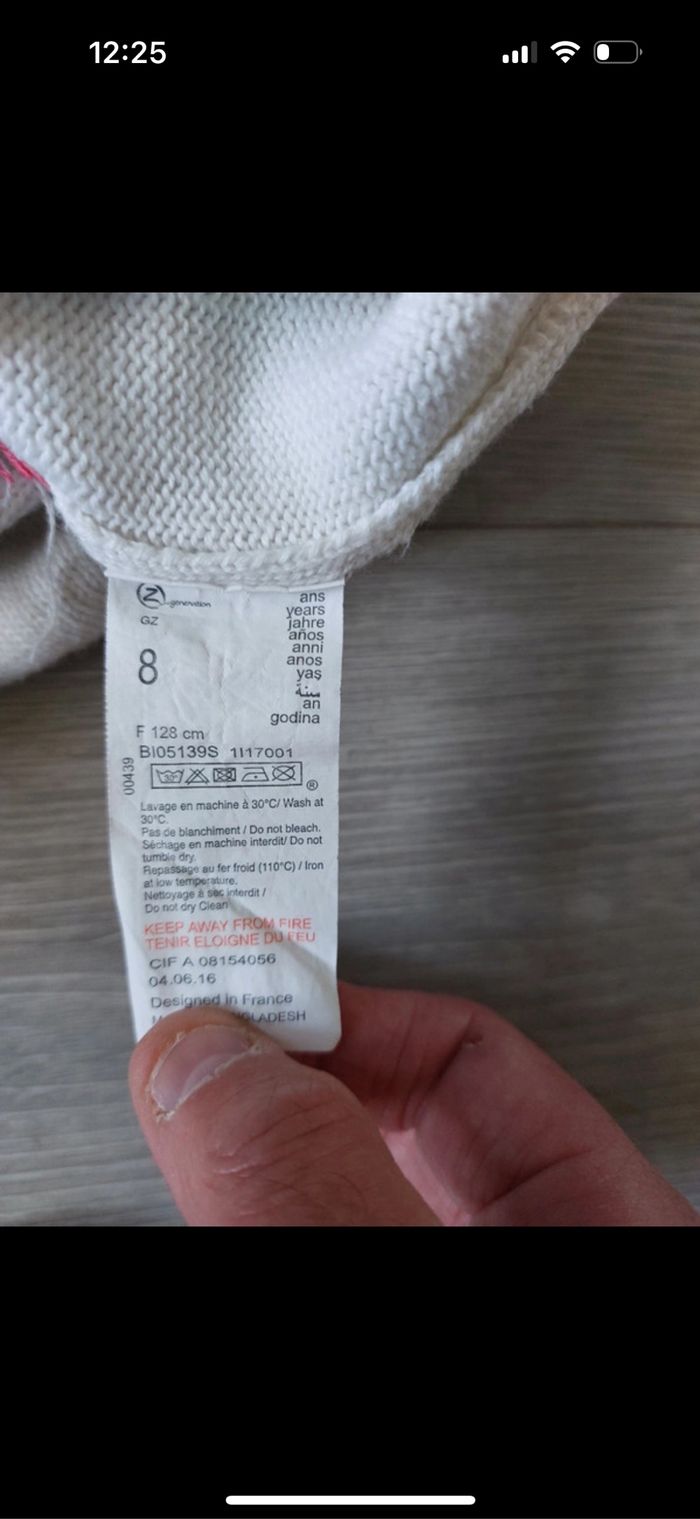 12:25
Z generation
GZ
8
ans
years
jahre
años
anni
anos
yaş
سنة
an
godina
F 128 cm
BI05139S 1I17001
00439
30°
®
Lavage en machine à 30°C/ Wash at
30°C.
Pas de blanchiment / Do not bleach.
Séchage en machine interdit/ Do not
tumble dry.
Repassage au fer froid (110°C) / Iron
at low temperature.
Nettoyage à sec interdit /
Do not dry Clean
KEEP AWAY FROM FIRE
TENIR ELOIGNE DU FEU
CIF A 08154056
04.06.16
Designed in France